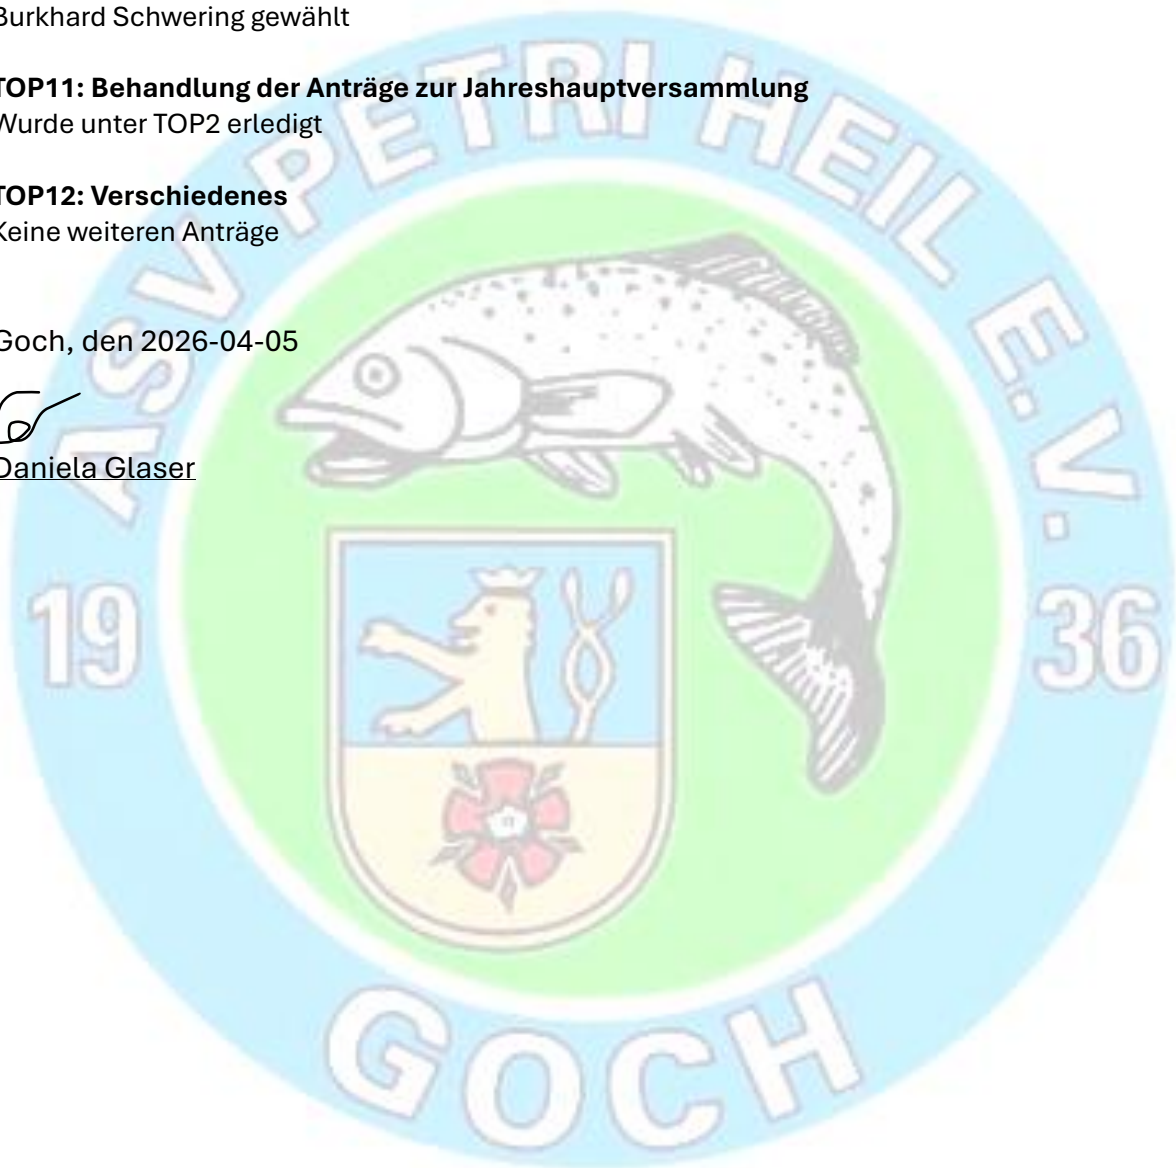 Burkhard Schwering gewählt
TOP11: Behandlung der Anträge zur Jahreshauptversammlung
Wurde unter TOP2 erledigt
TOP12: Verschiedenes
Keine weiteren Anträge
Goch, den 2026-04-05
Daniela Glaser
ASV PETRI HEIL E.V.
19 36
GOCH